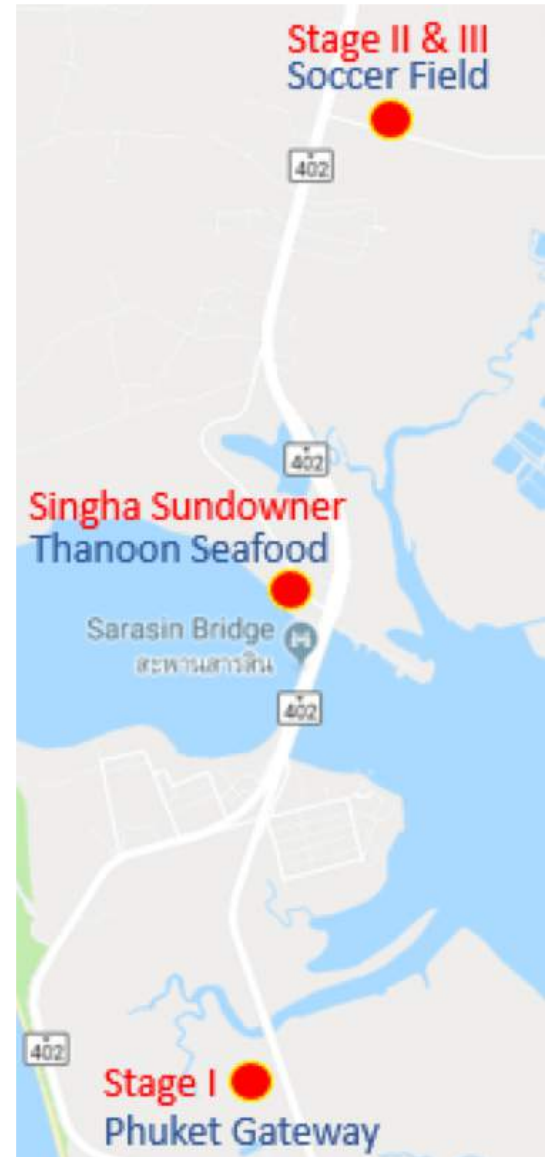 Stage II & III
Soccer Field
402
402
Singha Sundowner
Thanoon Seafood
Sarasin Bridge
สะพานสารสิน
402
402
Stage I
Phuket Gateway